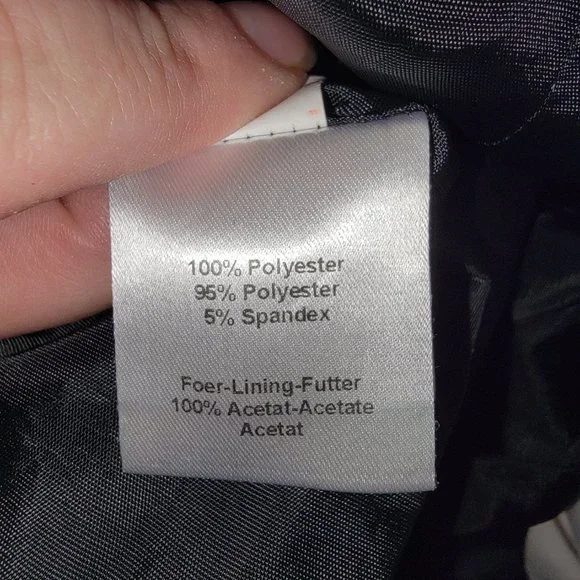 100% Polyester
95% Polyester
5% Spandex
Foer-Lining-Futter
100% Acetat-Acetate
Acetat